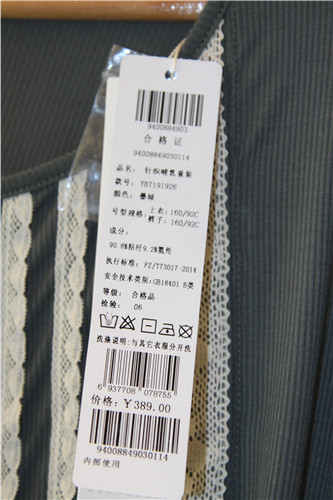 9400884903
合格证
94008849030114
品名: 针织哺乳套装
款号: YBT191926
颜色: 墨绿
号型规格: 上衣: 160/92C
裤子: 160/92C
成分:
90.8%粘纤9.2%氨纶
执行标准: FZ/T73017-2014
安全技术类别:GB18401 B类
等级: 合格品
检验: 06
洗涤说明:与其它衣服分开洗
6 937708 078755
价格: ¥389.00
94008849030114
内部使用